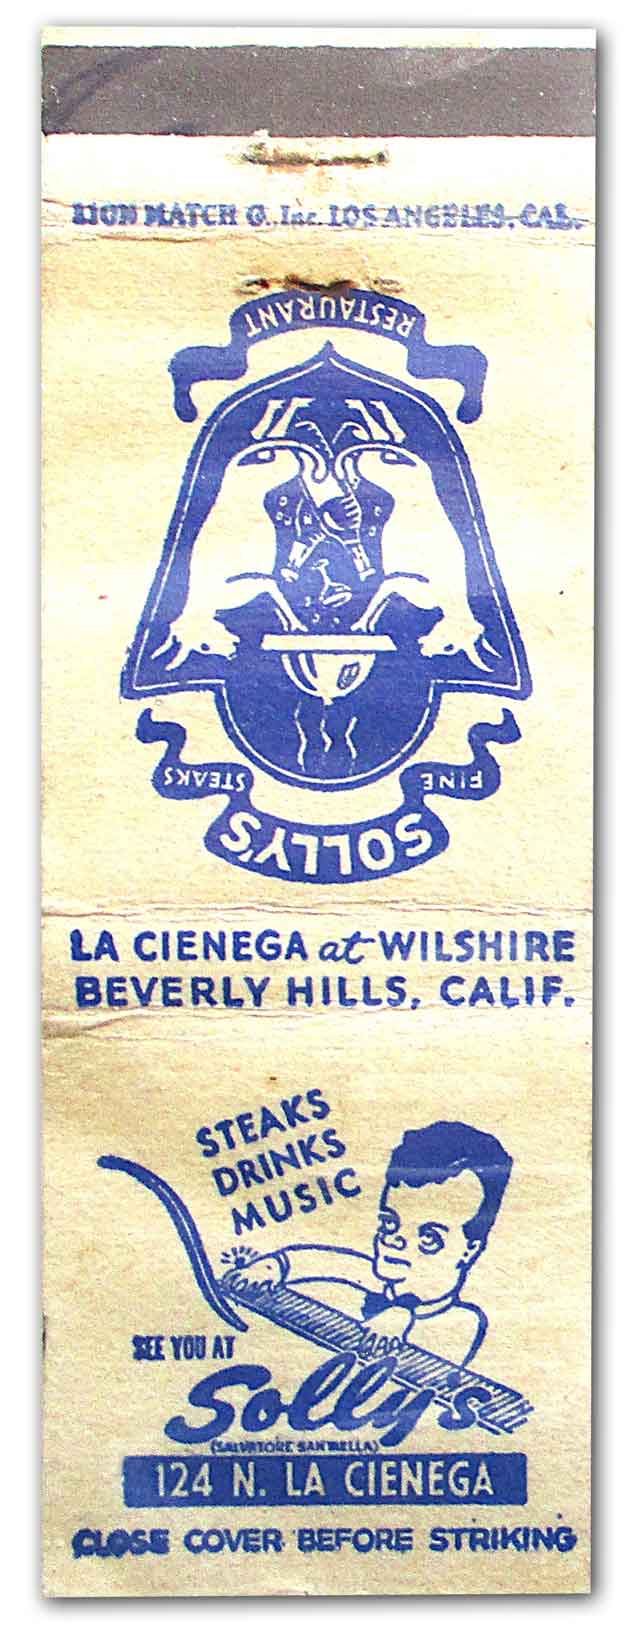 LION MATCH Co. Inc. LOS ANGELES, CAL.
RESTAURANT
FINE STEAKS
SOLLY'S
LA CIENEGA at WILSHIRE
BEVERLY HILLS, CALIF.
STEAKS
DRINKS
MUSIC
SEE YOU AT
Solly's
(SALVATORE SANTAELLA)
124 N. LA CIENEGA
CLOSE COVER BEFORE STRIKING